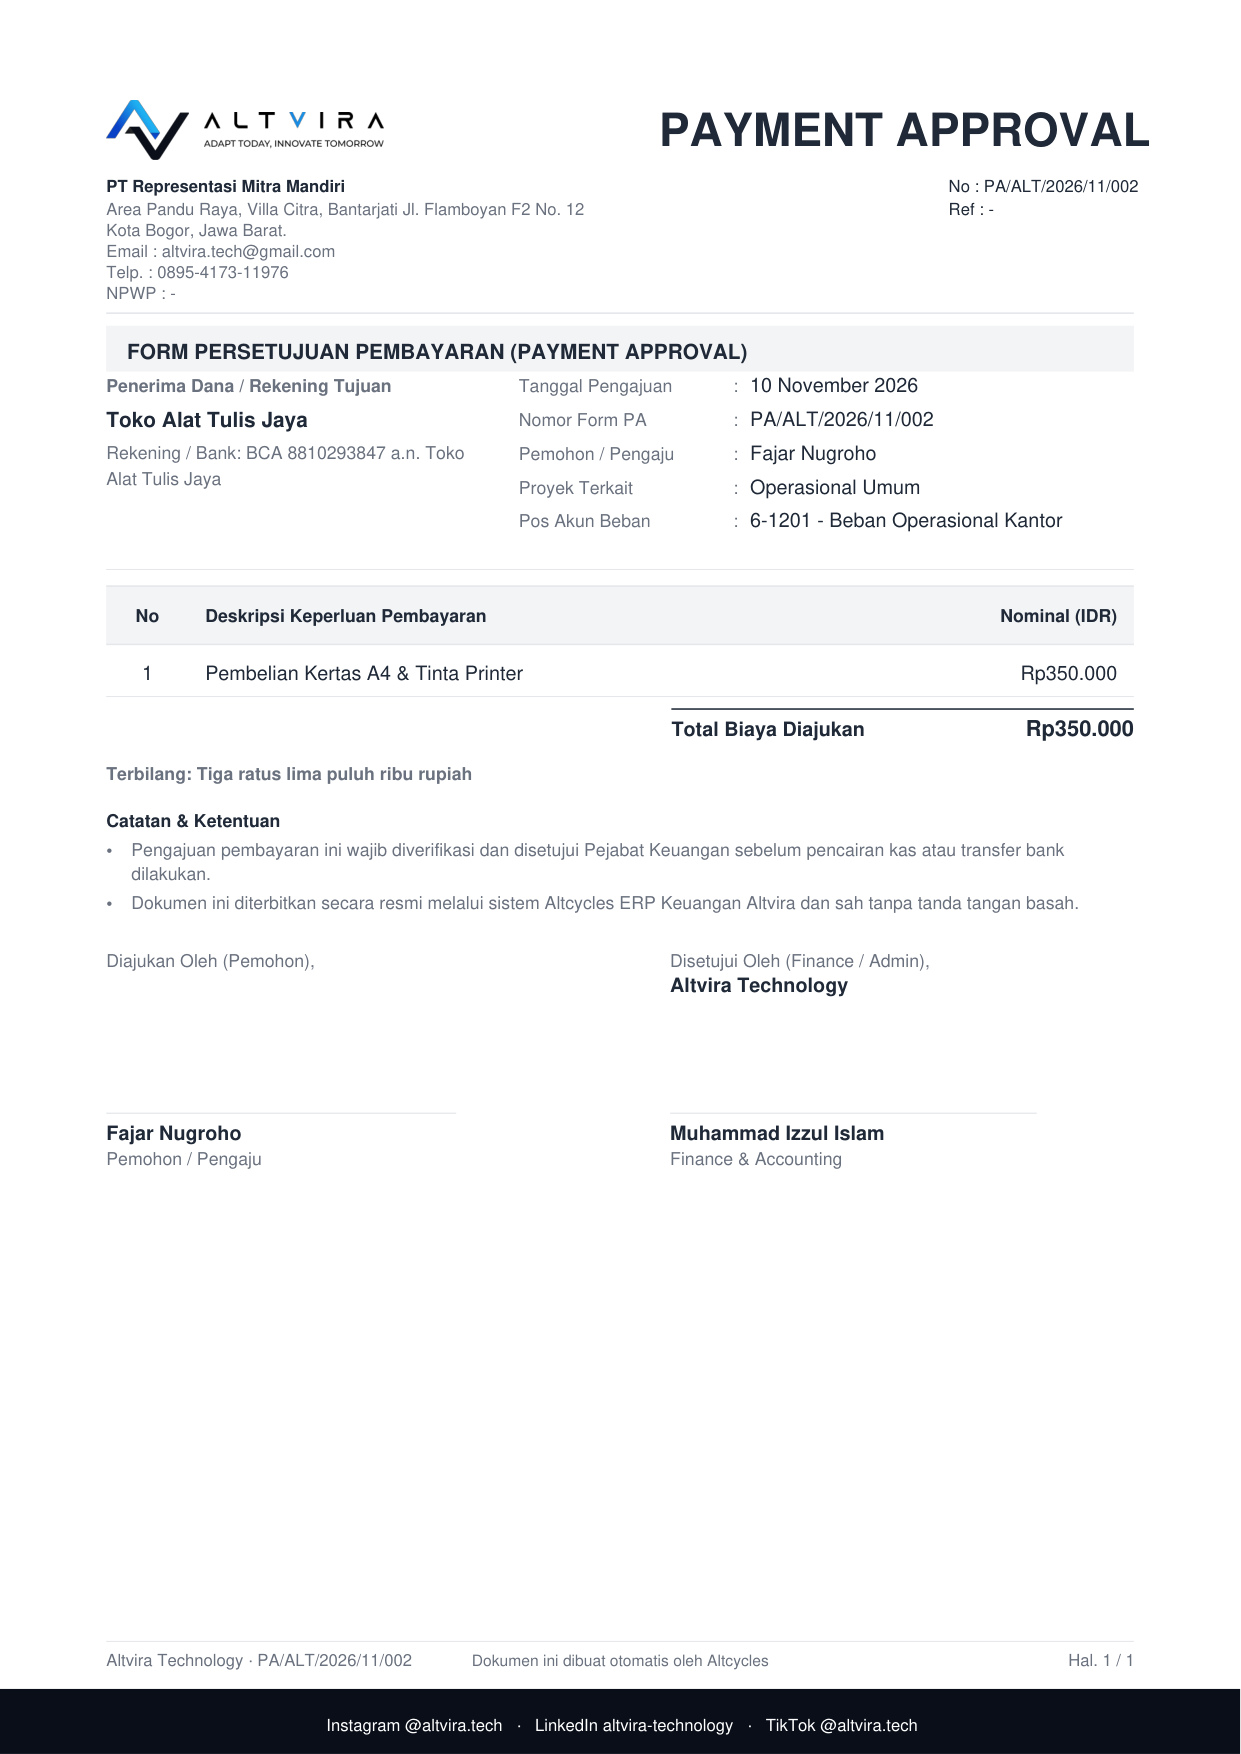 ALTVIRA
ADAPT TODAY, INNOVATE TOMORROW
PAYMENT APPROVAL
PT Representasi Mitra Mandiri
Area Pandu Raya, Villa Citra, Bantarjati Jl. Flamboyan F2 No. 12
Kota Bogor, Jawa Barat.
Email : altvira.tech@gmail.com
Telp. : 0895-4173-11976
NPWP : -
No : PA/ALT/2026/11/002
Ref : -
FORM PERSETUJUAN PEMBAYARAN (PAYMENT APPROVAL)
Penerima Dana / Rekening Tujuan
Toko Alat Tulis Jaya
Rekening / Bank: BCA 8810293847 a.n. Toko
Alat Tulis Jaya
Tanggal Pengajuan : 10 November 2026
Nomor Form PA : PA/ALT/2026/11/002
Pemohon / Pengaju : Fajar Nugroho
Proyek Terkait : Operasional Umum
Pos Akun Beban : 6-1201 - Beban Operasional Kantor
No Deskripsi Keperluan Pembayaran Nominal (IDR)
1 Pembelian Kertas A4 & Tinta Printer Rp350.000
Total Biaya Diajukan Rp350.000
Terbilang: Tiga ratus lima puluh ribu rupiah
Catatan & Ketentuan
• Pengajuan pembayaran ini wajib diverifikasi dan disetujui Pejabat Keuangan sebelum pencairan kas atau transfer bank
dilakukan.
• Dokumen ini diterbitkan secara resmi melalui sistem Altcycles ERP Keuangan Altvira dan sah tanpa tanda tangan basah.
Diajukan Oleh (Pemohon),
Disetujui Oleh (Finance / Admin),
Altvira Technology
Fajar Nugroho
Pemohon / Pengaju
Muhammad Izzul Islam
Finance & Accounting
Altvira Technology · PA/ALT/2026/11/002 Dokumen ini dibuat otomatis oleh Altcycles Hal. 1 / 1
Instagram @altvira.tech · LinkedIn altvira-technology · TikTok @altvira.tech